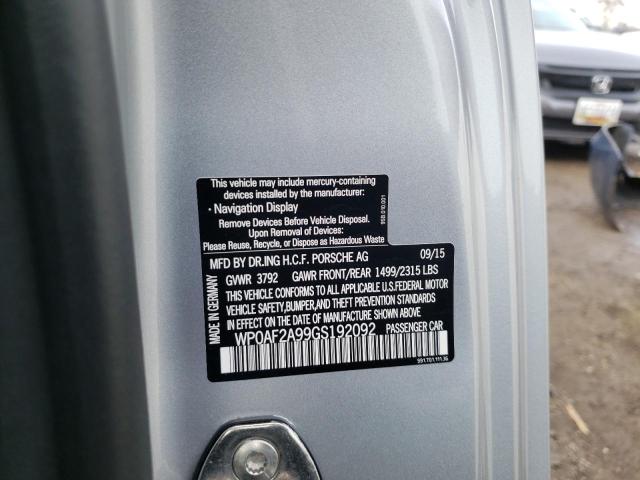 This vehicle may include mercury-containing
devices installed by the manufacturer:
· Navigation Display
Remove Devices Before Vehicle Disposal.
Upon Removal of Devices:
Please Reuse, Recycle, or Dispose as Hazardous Waste
MFD BY DR.ING H.C.F. PORSCHE AG 09/15
GVWR 3792 GAWR FRONT/REAR 1499/2315 LBS
THIS VEHICLE CONFORMS TO ALL APPLICABLE U.S.FEDERAL MOTOR
VEHICLE SAFETY,BUMPER,AND THEFT PREVENTION STANDARDS
IN EFFECT ON THE DATE OF MANUFACTURE SHOWN ABOVE
WP0AF2A99GS192092 PASSENGER CAR
MADE IN GERMANY
991.701.111.36